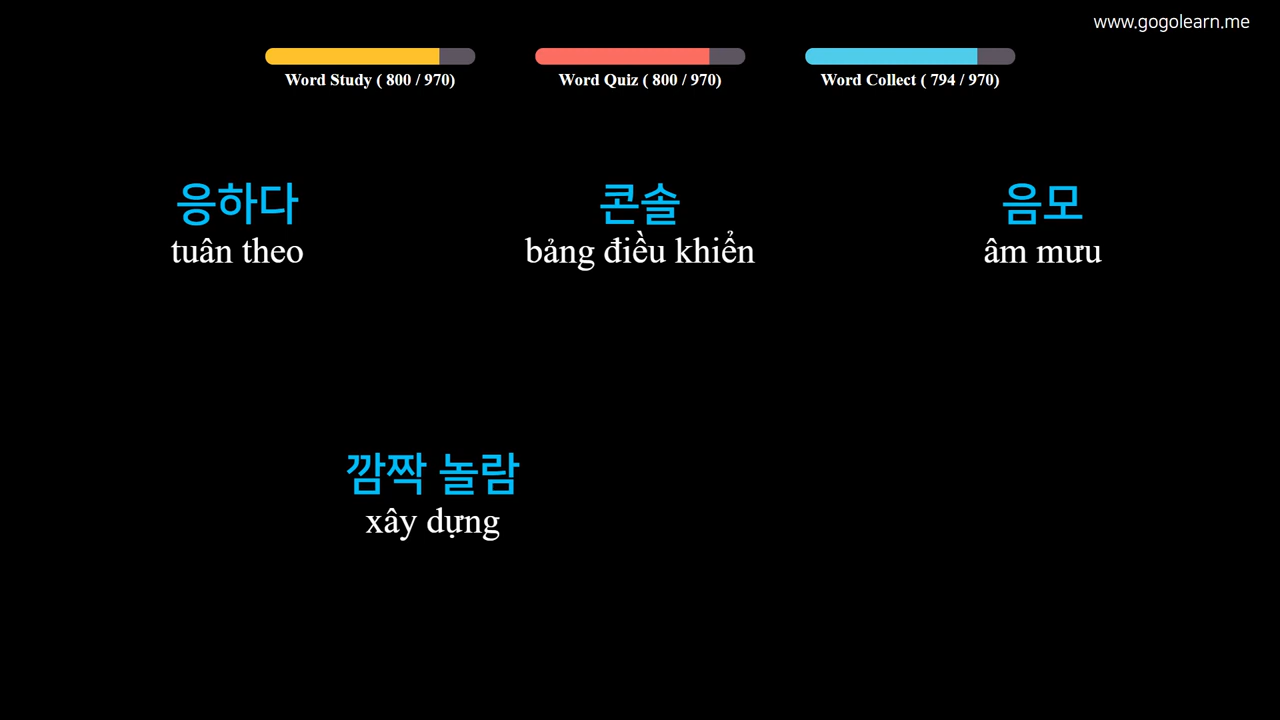 www.gogolearn.me
Word Study ( 800 / 970)
Word Quiz ( 800 / 970)
Word Collect ( 794 / 970)
응하다
콘솔
음모
tuân theo
bảng điều khiển
âm mưu
깜짝 놀람
xây dựng